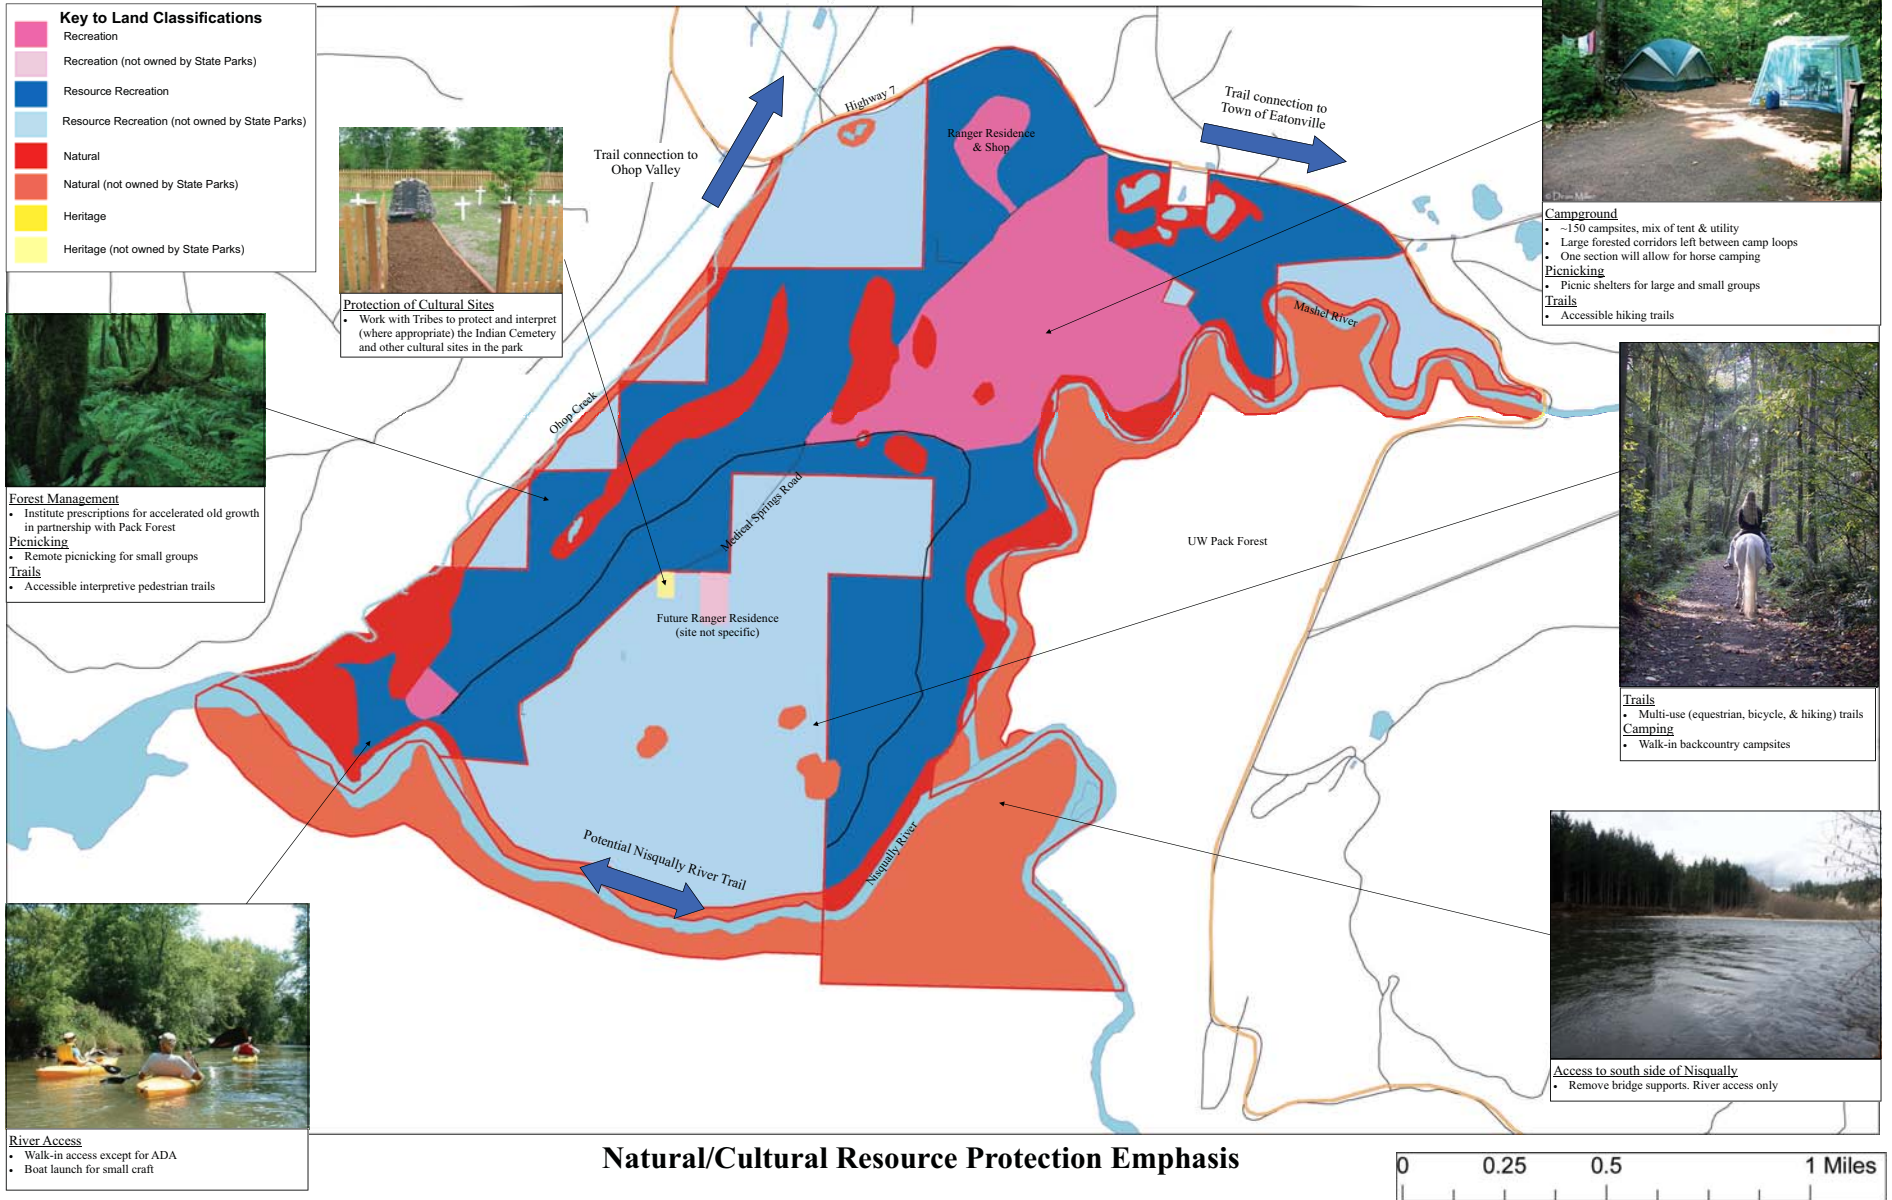 Key to Land Classifications
Recreation
Recreation (not owned by State Parks)
Resource Recreation
Resource Recreation (not owned by State Parks)
Natural
Natural (not owned by State Parks)
Heritage
Heritage (not owned by State Parks)
Protection of Cultural Sites
• Work with Tribes to protect and interpret
(where appropriate) the Indian Cemetery
and other cultural sites in the park
Trail connection to
Ohop Valley
Highway 7
Ranger Residence
& Shop
Trail connection to
Town of Eatonville
Campground
• ~150 campsites, mix of tent & utility
• Large forested corridors left between camp loops
• One section will allow for horse camping
Picnicking
• Picnic shelters for large and small groups
Trails
• Accessible hiking trails
Mashel River
Ohop Creek
Medical Springs Road
Forest Management
• Institute prescriptions for accelerated old growth
in partnership with Pack Forest
Picnicking
• Remote picnicking for small groups
Trails
• Accessible interpretive pedestrian trails
UW Pack Forest
Future Ranger Residence
(site not specific)
Trails
• Multi-use (equestrian, bicycle, & hiking) trails
Camping
• Walk-in backcountry campsites
Potential Nisqually River Trail
Nisqually River
Access to south side of Nisqually
• Remove bridge supports. River access only
River Access
• Walk-in access except for ADA
• Boat launch for small craft
Natural/Cultural Resource Protection Emphasis
0 0.25 0.5 1 Miles